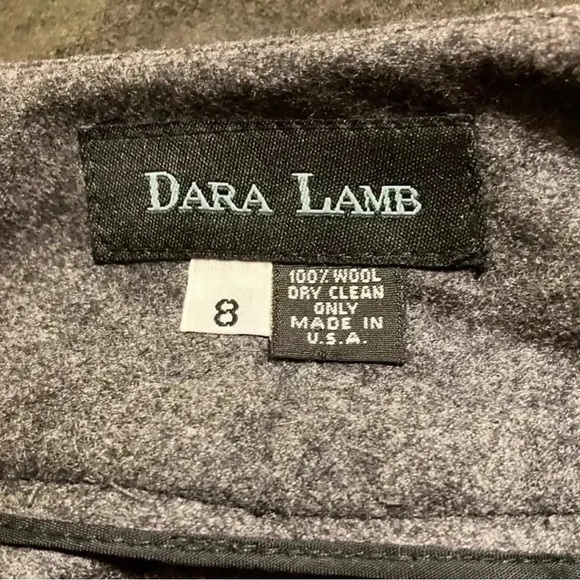 DARA LAMB
8
100% WOOL
DRY CLEAN
ONLY
MADE IN
U.S.A.